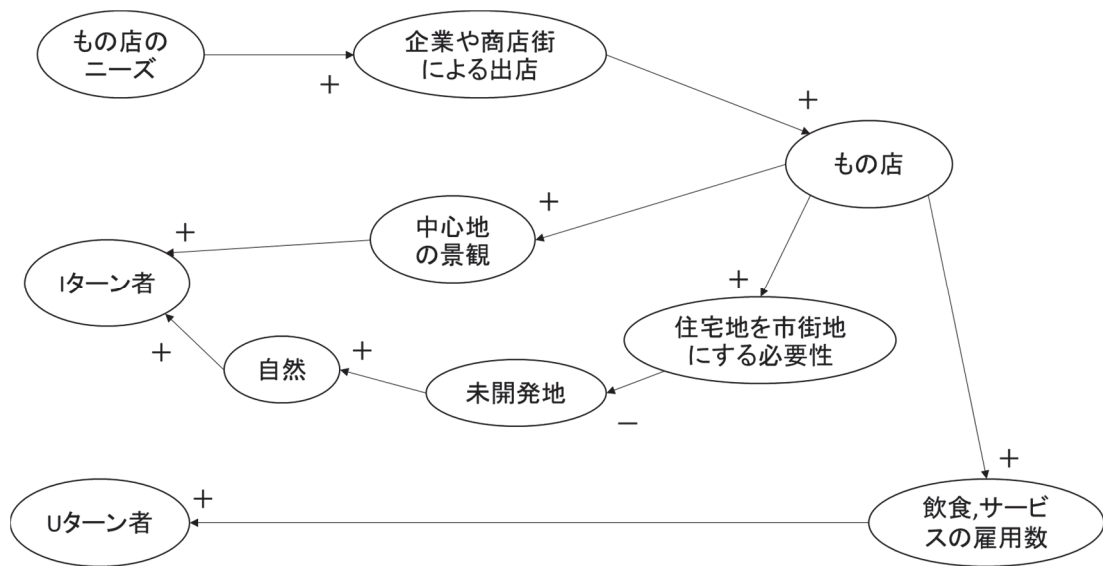 もの店の
ニーズ
+
企業や商店街
による出店
+
もの店
+
中心地
の景観
+
Iターン者
+
住宅地を市街地
にする必要性
+
自然
+
未開発地
−
+
飲食,サービ
スの雇用数
+
Uターン者